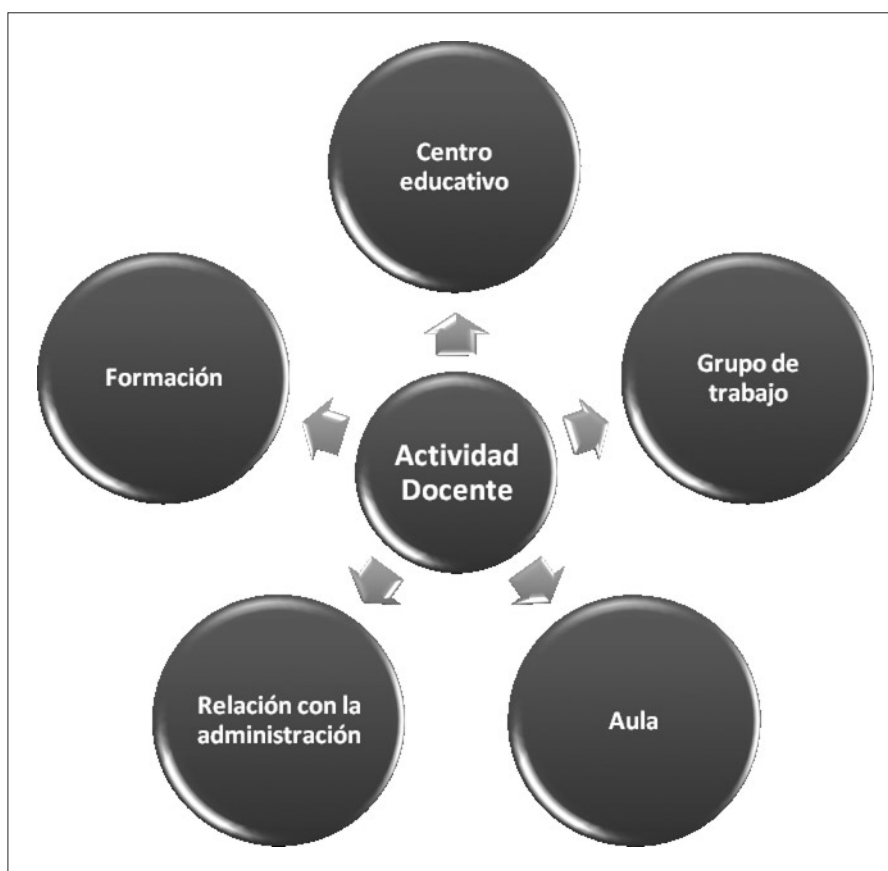 Centro
educativo
Formación
Grupo de
trabajo
Actividad
Docente
Relación con la
administración
Aula